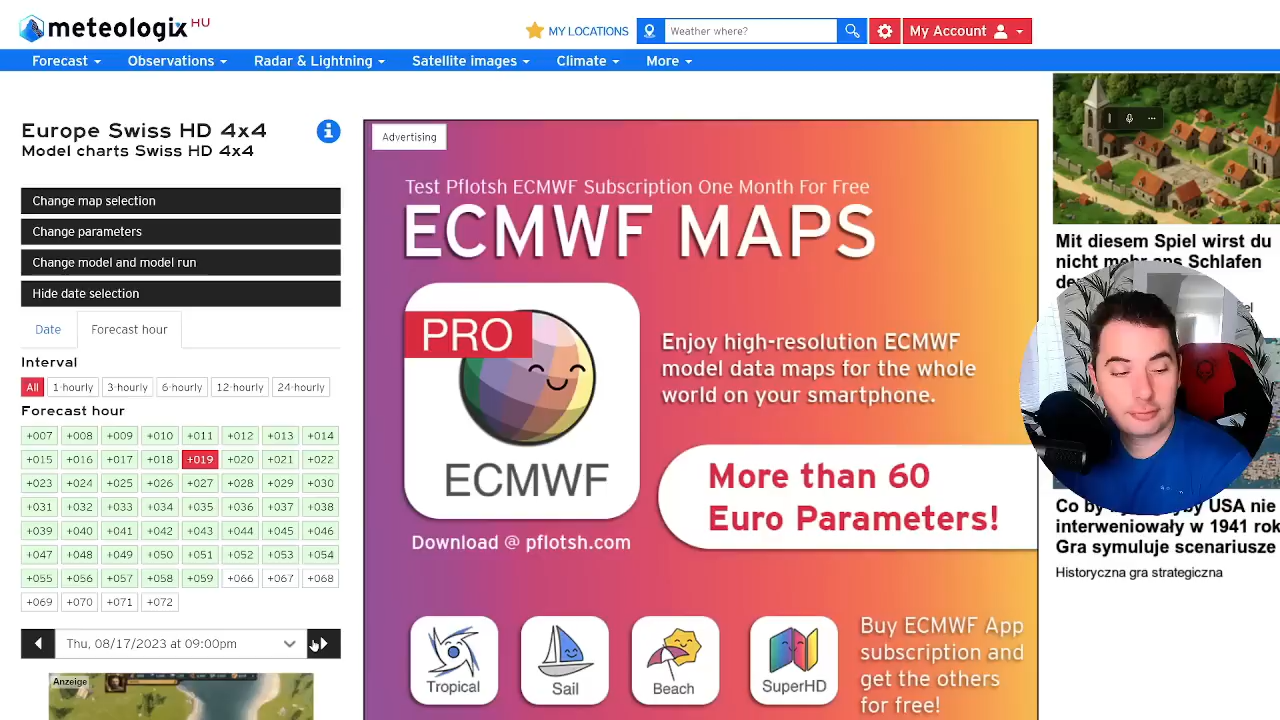 meteologix HU
MY LOCATIONS
Weather where?
My Account
Forecast
Observations
Radar & Lightning
Satellite images
Climate
More
Europe Swiss HD 4x4
Model charts Swiss HD 4x4
Change map selection
Change parameters
Change model and model run
Hide date selection
Date
Forecast hour
Interval
All
1-hourly
3-hourly
6-hourly
12-hourly
24-hourly
Forecast hour
+007 +008 +009 +010 +011 +012 +013 +014
+015 +016 +017 +018 +019 +020 +021 +022
+023 +024 +025 +026 +027 +028 +029 +030
+031 +032 +033 +034 +035 +036 +037 +038
+039 +040 +041 +042 +043 +044 +045 +046
+047 +048 +049 +050 +051 +052 +053 +054
+055 +056 +057 +058 +059 +066 +067 +068
+069 +070 +071 +072
Thu, 08/17/2023 at 09:00pm
Anzeige
Advertising
Test Pflotsh ECMWF Subscription One Month For Free
ECMWF MAPS
PRO
ECMWF
Download @ pflotsh.com
Enjoy high-resolution ECMWF
model data maps for the whole
world on your smartphone.
More than 60
Euro Parameters!
Tropical
Sail
Beach
SuperHD
Buy ECMWF App
subscription and
get the others
for free!
Mit diesem Spiel wirst du
nicht mehr ans Schlafen
Co by
by USA nie
interweniowały w 1941 rok
Gra symuluje scenariusze
Historyczna gra strategiczna